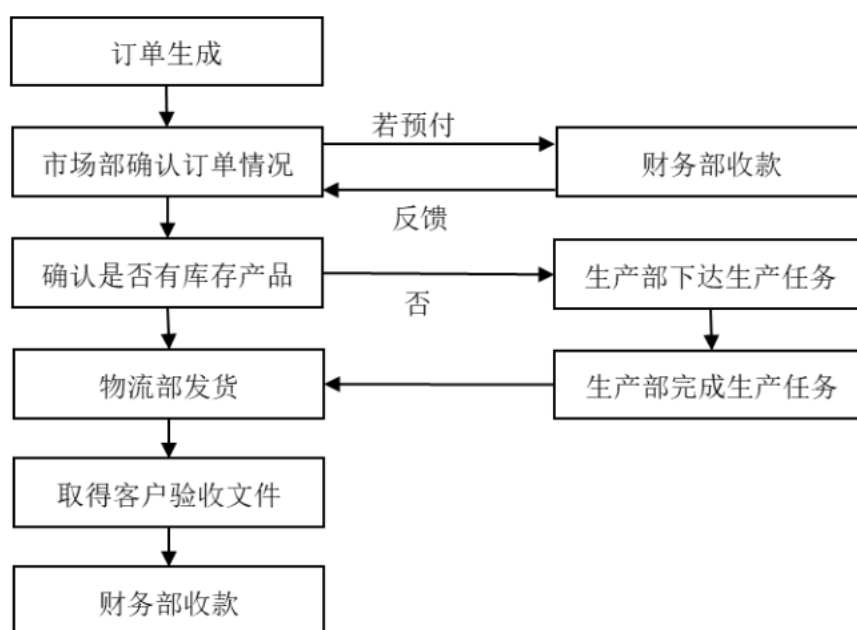 订单生成
若预付
市场部确认订单情况
财务部收款
反馈
确认是否有库存产品
生产部下达生产任务
否
物流部发货
生产部完成生产任务
取得客户验收文件
财务部收款